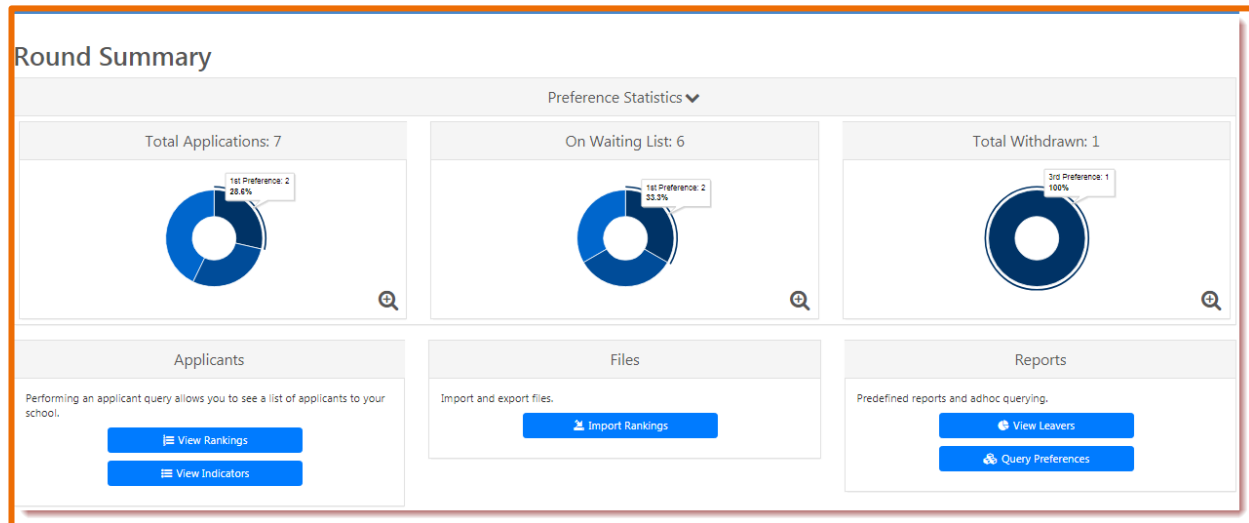 Round Summary
Preference Statistics
Total Applications: 7
1st Preference: 2
28.6%
On Waiting List: 6
1st Preference: 2
33.3%
Total Withdrawn: 1
3rd Preference: 1
100%
Applicants
Performing an applicant query allows you to see a list of applicants to your
school.
View Rankings
View Indicators
Files
Import and export files.
Import Rankings
Reports
Predefined reports and adhoc querying.
View Leavers
Query Preferences